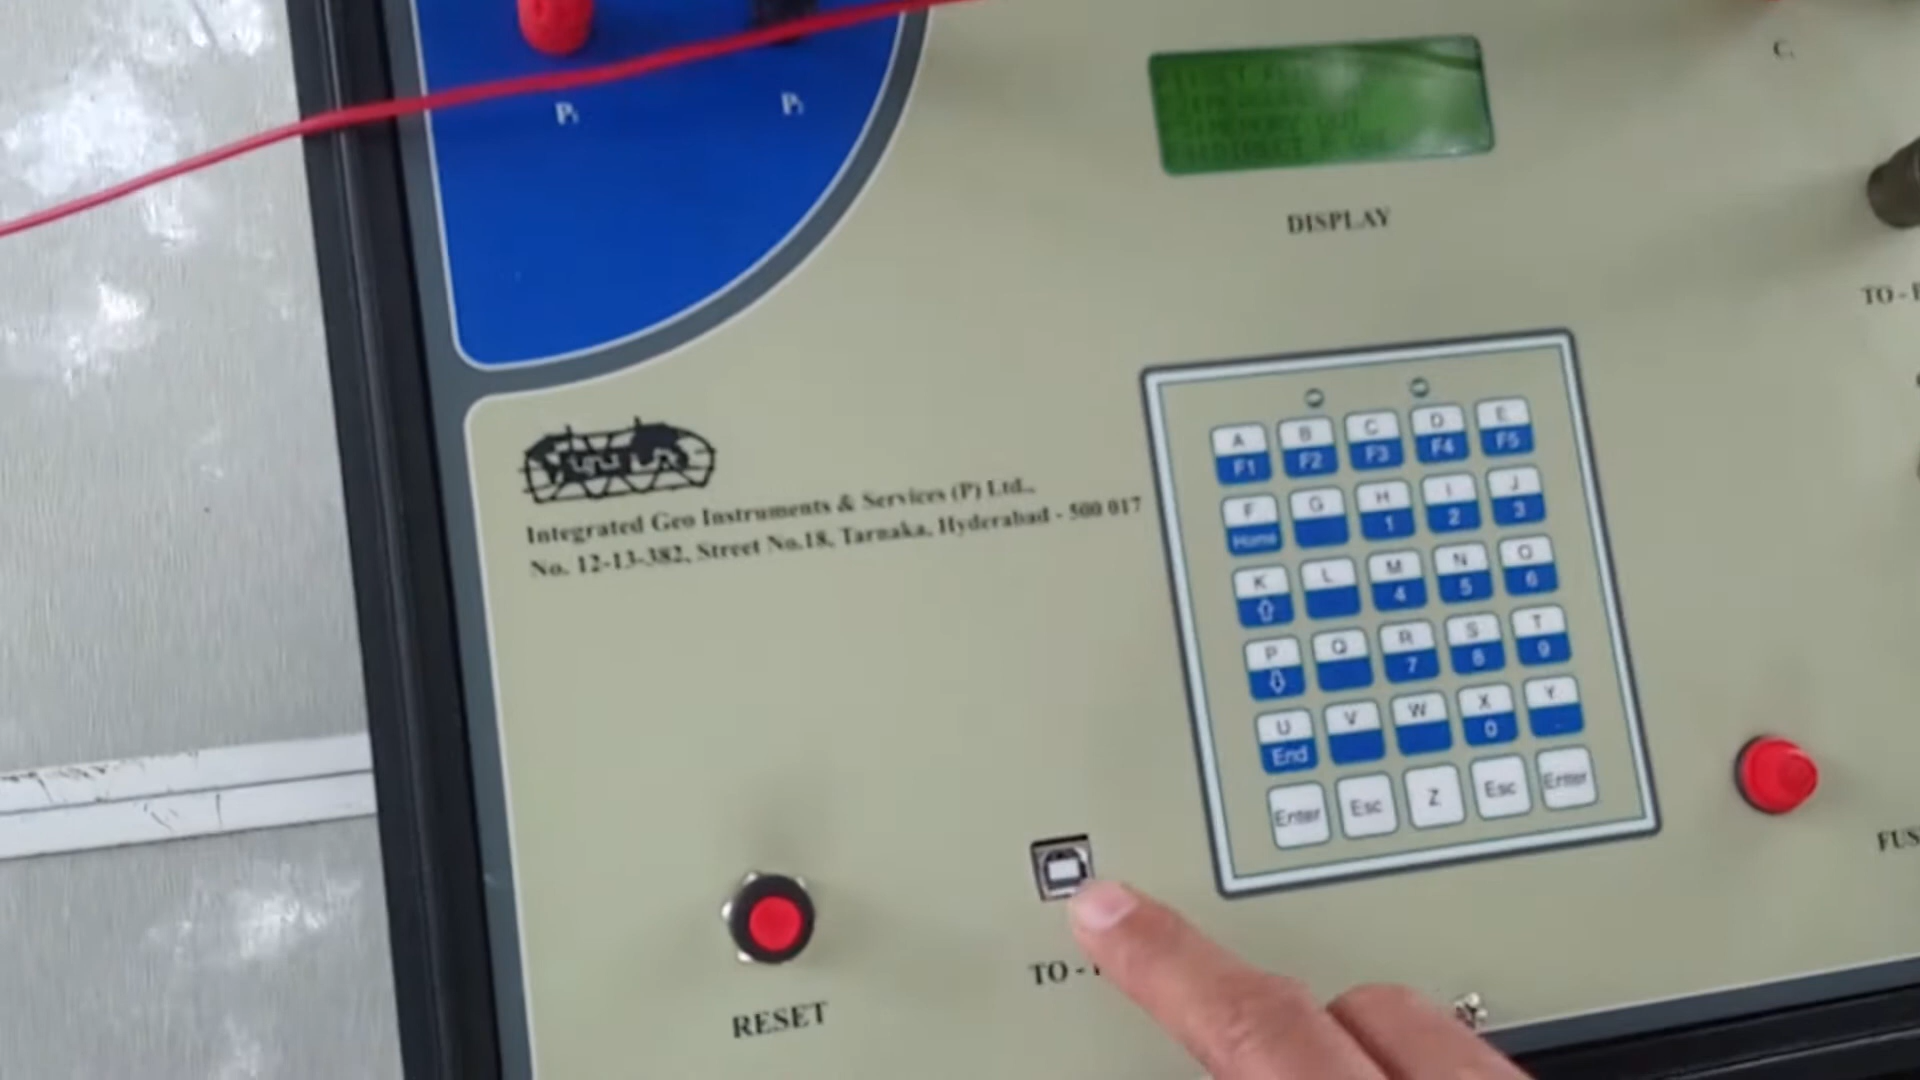 P₁
P₂
C
MEMORY OUT
DISPLAY
TO -
Integrated Geo Instruments & Services (P) Ltd.,
No. 12-13-382, Street No.18, Tarnaka, Hyderabad - 500 017
A B C D E
F1 F2 F3 F4 F5
F G H I J
Home 1 2 3
K L M N O
⇧ 4 5 6
P Q R S T
⇩ 7 8 9
U V W X Y
End 0 .
Enter Esc Z Esc Enter
FUS
TO -
RESET